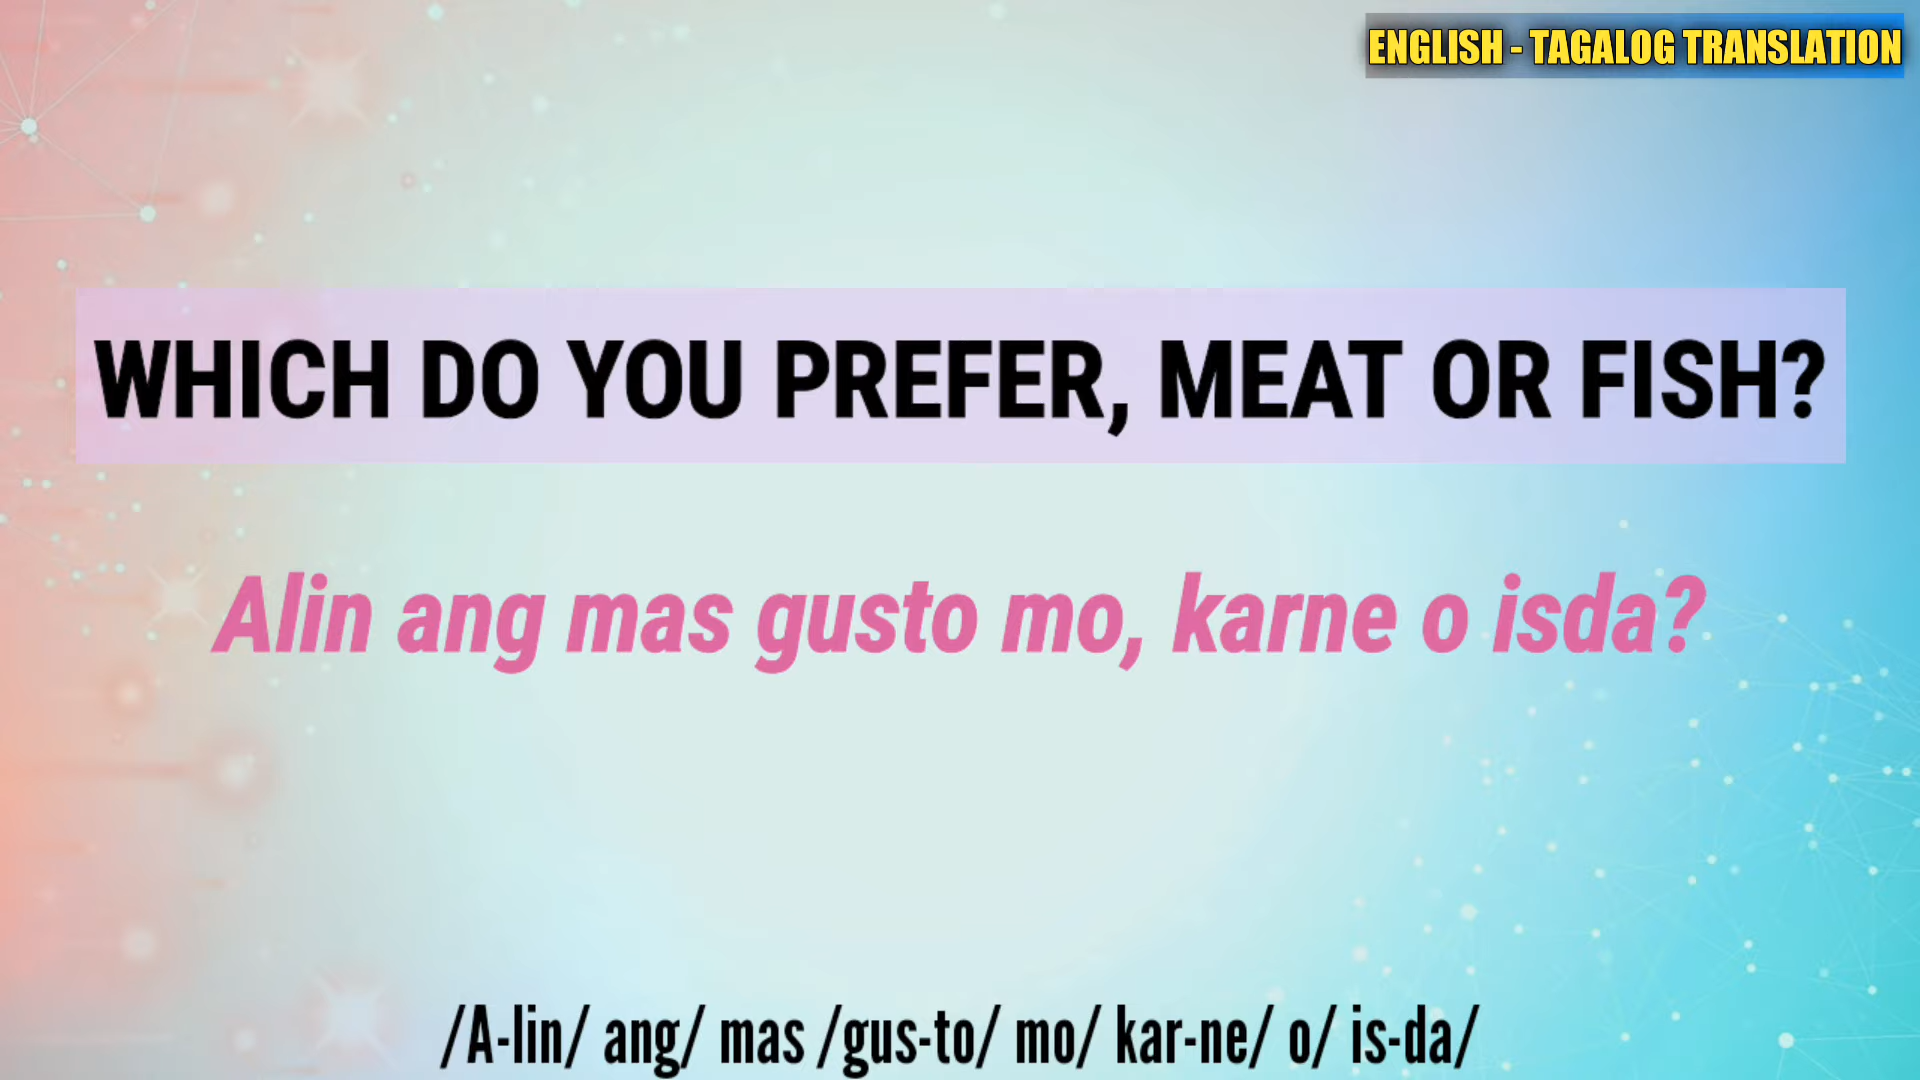 ENGLISH - TAGALOG TRANSLATION
WHICH DO YOU PREFER, MEAT OR FISH?
Alin ang mas gusto mo, karne o isda?
/A-lin/ ang/ mas /gus-to/ mo/ kar-ne/ o/ is-da/